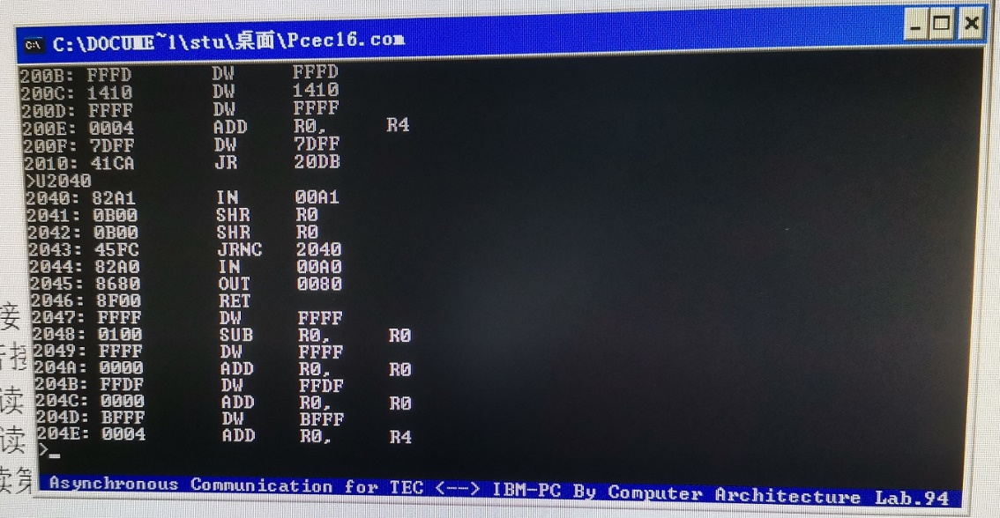 C:\DOCUME~1\stu\桌面\Pcec16.com
200B: FFFD DW FFFD
200C: 1410 DW 1410
200D: FFFF DW FFFF
200E: 0004 ADD R0, R4
200F: 7DFF DW 7DFF
2010: 41CA JR 20DB
>U2040
2040: 82A1 IN 00A1
2041: 0B00 SHR R0
2042: 0B00 SHR R0
2043: 45FC JRNC 2040
2044: 82A0 IN 00A0
2045: 8680 OUT 0080
2046: 8F00 RET
2047: FFFF DW FFFF
2048: 0100 SUB R0, R0
2049: FFFF DW FFFF
204A: 0000 ADD R0, R0
204B: FFDF DW FFDF
204C: 0000 ADD R0, R0
204D: BFFF DW BFFF
204E: 0004 ADD R0, R4
>_
Asynchronous Communication for TEC <--> IBM-PC By Computer Architecture Lab.94
接
读
读